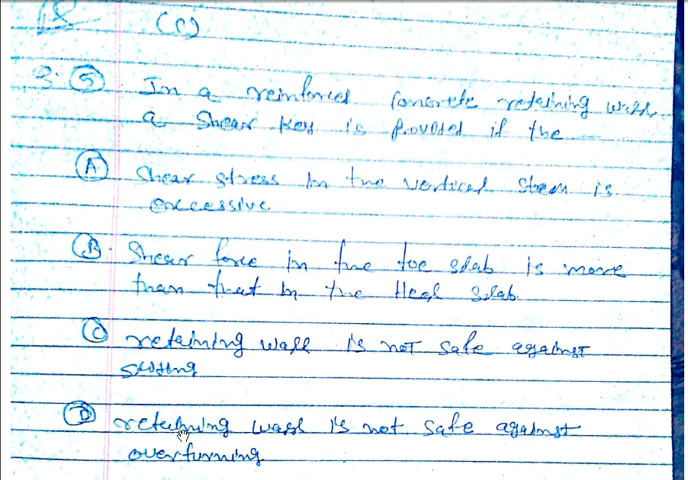 (C)
Q. (5) In a reinforced Concrete retaining wall
a shear key is provided if the
(A) shear stress in the vertical stem is
excessive
(B) shear force in the toe slab is more
than that in the Heel slab
(C) retaining wall is not safe against
sliding
(D) retaining wall is not safe against
overturning